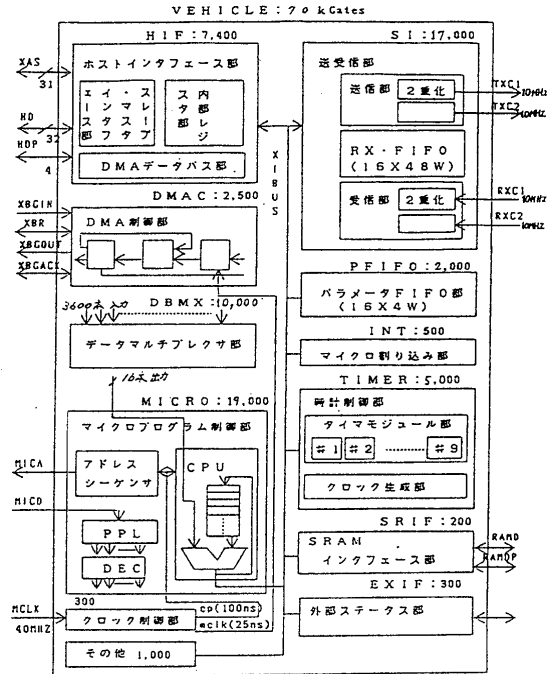 VEHICLE:70kGates
HIF:7,400
ホストインタフェース部
マスタ・スレーブインタフェース部
内部レジスタ部
DMAデータパス部
XAS
31
HD
32
HDP
4
XIBUS
DMAC:2,500
DMA制御部
XBGIN
XBR
XBGOUT
XBGACK
3600本入力
DBMX:10,000
データマルチプレクサ部
16本出力
MICRO:19,000
マイクロプログラム制御部
アドレス
シーケンサ
CPU
PPL
DEC
MICA
MICD
300
クロック制御部
MCLK
40MHZ
cp(100ns)
mclk(25ns)
その他 1,000
SI:17,000
送受信部
送信部
2重化
TXC1
10MHz
TXC2
10MHz
RX・FIFO
(16X48W)
受信部
2重化
RXC1
10MHz
RXC2
10MHz
PFIFO:2,000
パラメータFIFO部
(16X4W)
INT:500
マイクロ割り込み部
TIMER:5,000
時計制御部
タイマモジュール部
#1 #2 ……… #9
クロック生成部
SRIF:200
SRAM
インタフェース部
RAMD
RAMDP
EXIF:300
外部ステータス部